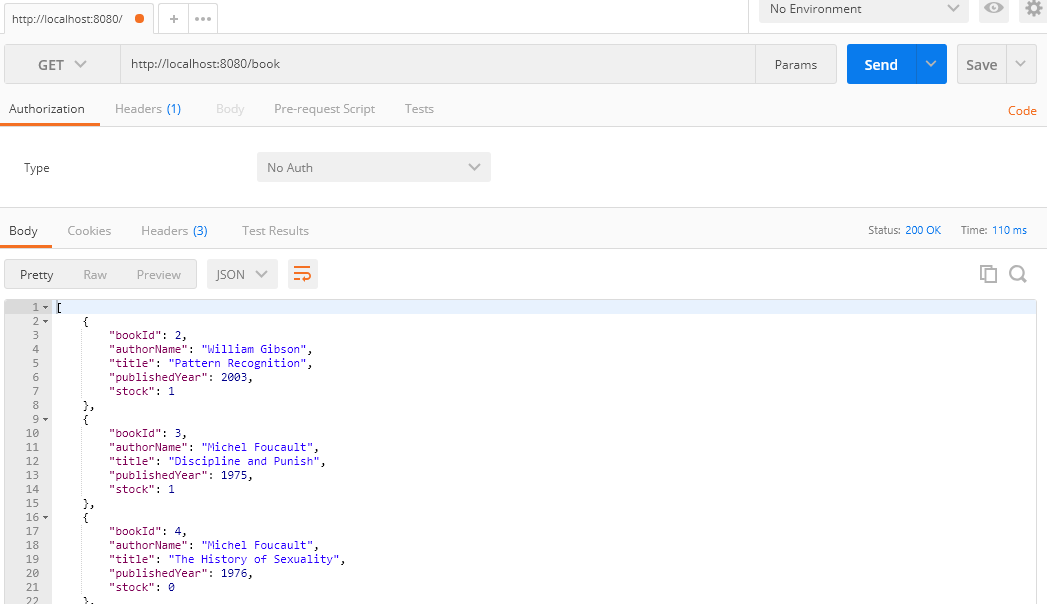 http://localhost:8080/ + ••• No Environment
GET http://localhost:8080/book Params Send Save
Authorization Headers (1) Body Pre-request Script Tests Code
Type No Auth
Body Cookies Headers (3) Test Results Status: 200 OK Time: 110 ms
Pretty Raw Preview JSON
1 [
2 {
3 "bookId": 2,
4 "authorName": "William Gibson",
5 "title": "Pattern Recognition",
6 "publishedYear": 2003,
7 "stock": 1
8 },
9 {
10 "bookId": 3,
11 "authorName": "Michel Foucault",
12 "title": "Discipline and Punish",
13 "publishedYear": 1975,
14 "stock": 1
15 },
16 {
17 "bookId": 4,
18 "authorName": "Michel Foucault",
19 "title": "The History of Sexuality",
20 "publishedYear": 1976,
21 "stock": 0
22 },